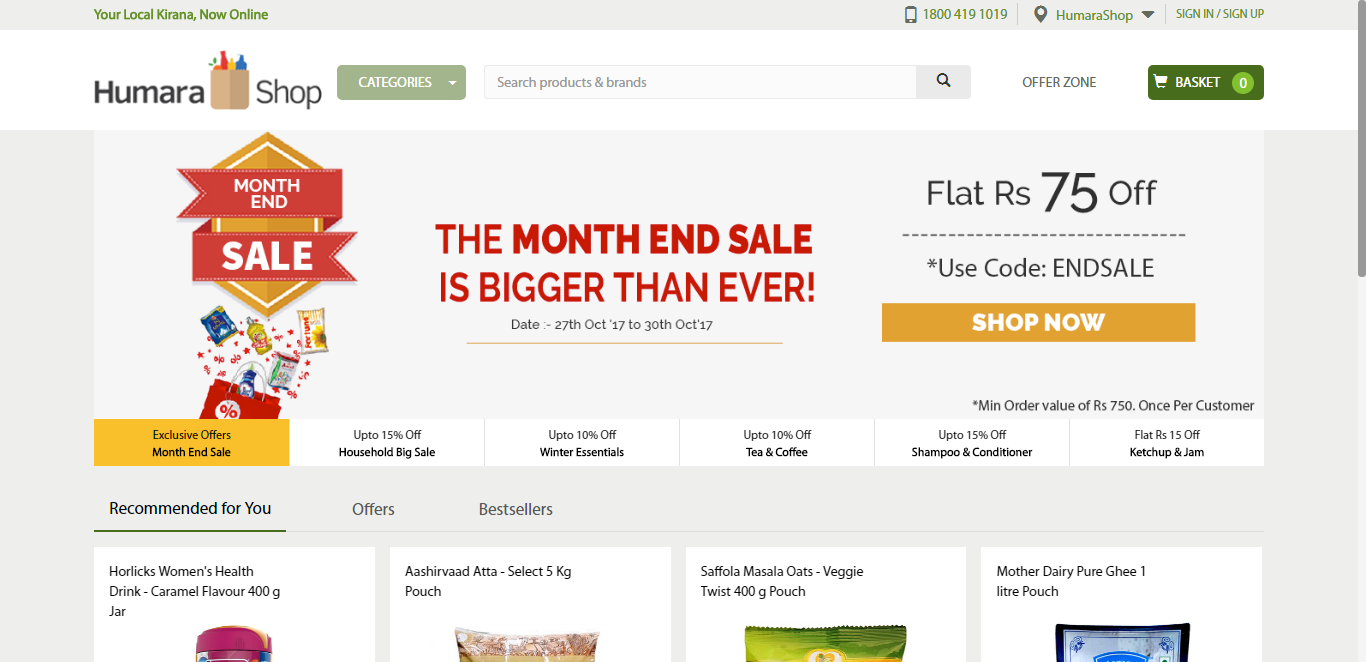 Your Local Kirana, Now Online
1800 419 1019
HumaraShop
SIGN IN / SIGN UP
Humara Shop
CATEGORIES
Search products & brands
OFFER ZONE
BASKET 0
MONTH
END
SALE
THE MONTH END SALE
IS BIGGER THAN EVER!
Date :- 27th Oct '17 to 30th Oct'17
Flat Rs 75 Off
*Use Code: ENDSALE
SHOP NOW
*Min Order value of Rs 750. Once Per Customer
Exclusive Offers
Month End Sale
Upto 15% Off
Household Big Sale
Upto 10% Off
Winter Essentials
Upto 10% Off
Tea & Coffee
Upto 15% Off
Shampoo & Conditioner
Flat Rs 15 Off
Ketchup & Jam
Recommended for You
Offers
Bestsellers
Horlicks Women's Health
Drink - Caramel Flavour 400 g
Jar
Aashirvaad Atta - Select 5 Kg
Pouch
Saffola Masala Oats - Veggie
Twist 400 g Pouch
Mother Dairy Pure Ghee 1
litre Pouch